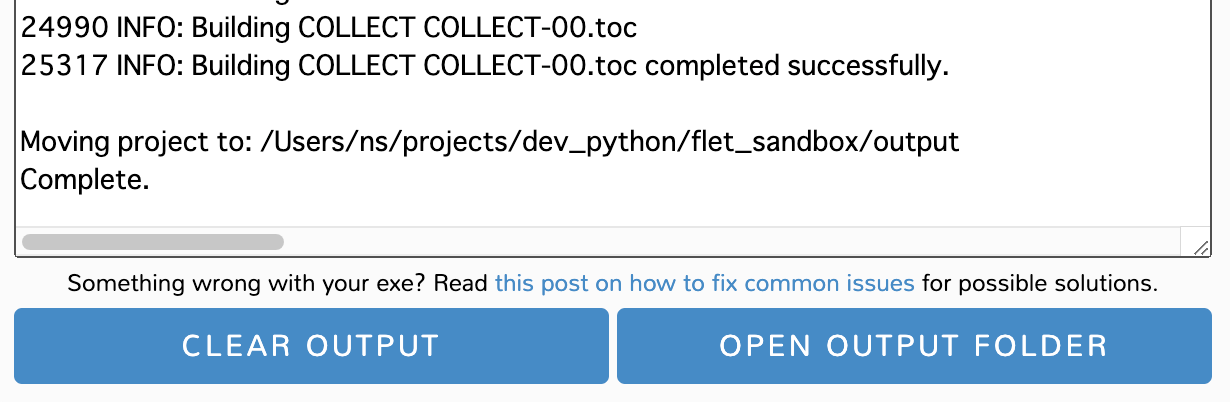 24990 INFO: Building COLLECT COLLECT-00.toc
25317 INFO: Building COLLECT COLLECT-00.toc completed successfully.
Moving project to: /Users/ns/projects/dev_python/flet_sandbox/output
Complete.
Something wrong with your exe? Read this post on how to fix common issues for possible solutions.
CLEAR OUTPUT
OPEN OUTPUT FOLDER